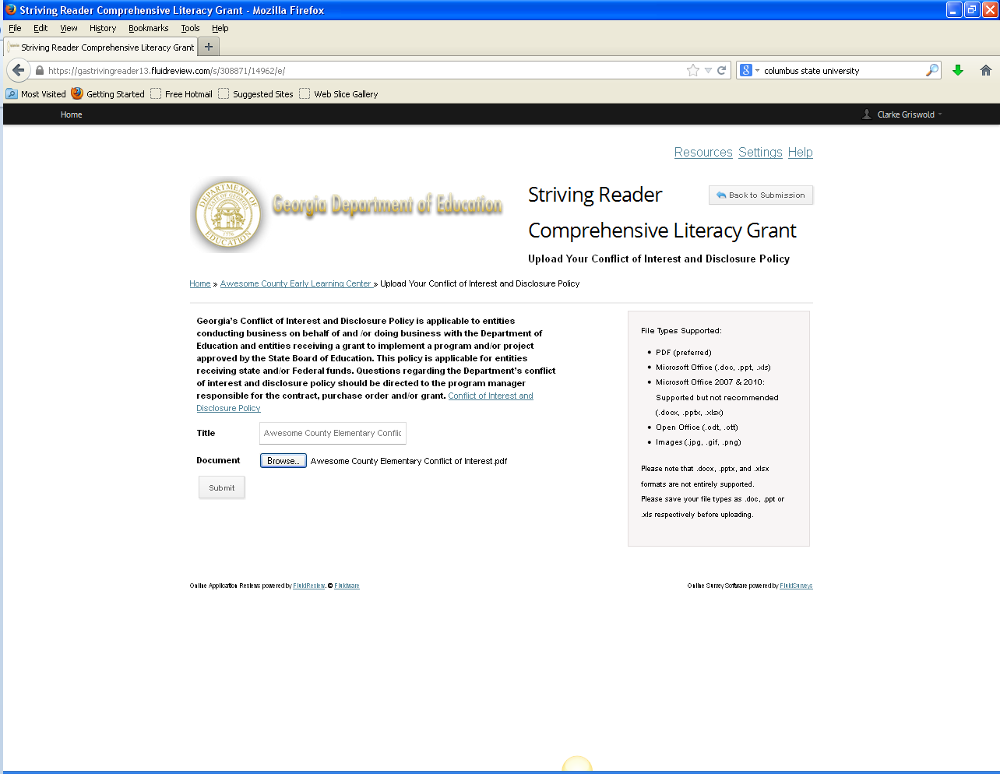 Striving Reader Comprehensive Literacy Grant - Mozilla Firefox
File Edit View History Bookmarks Tools Help
Striving Reader Comprehensive Literacy Grant +
https://gastrivingreader13.fluidreview.com/s/308871/14962/e/
8 columbus state university
Most Visited Getting Started Free Hotmail Suggested Sites Web Slice Gallery
Home Clarke Griswold
Resources Settings Help
DEPARTMENT OF EDUCATION
STATE OF GEORGIA
1776
Georgia Department of Education
Striving Reader
Back to Submission
Comprehensive Literacy Grant
Upload Your Conflict of Interest and Disclosure Policy
Home » Awesome County Early Learning Center » Upload Your Conflict of Interest and Disclosure Policy
Georgia's Conflict of Interest and Disclosure Policy is applicable to entities
conducting business on behalf of and /or doing business with the Department of
Education and entities receiving a grant to implement a program and/or project
approved by the State Board of Education. This policy is applicable for entities
receiving state and/or Federal funds. Questions regarding the Department's conflict
of interest and disclosure policy should be directed to the program manager
responsible for the contract, purchase order and/or grant. Conflict of Interest and
Disclosure Policy
Title Awesome County Elementary Conflic
Document Browse... Awesome County Elementary Conflict of Interest.pdf
Submit
File Types Supported:
• PDF (preferred)
• Microsoft Office (.doc, .ppt, .xls)
• Microsoft Office 2007 & 2010:
Supported but not recommended
(.docx, .pptx, .xlsx)
• Open Office (.odt, .ott)
• Images (.jpg, .gif, .png)
Please note that .docx, .pptx, and .xlsx
formats are not entirely supported.
Please save your file types as .doc, .ppt or
.xls respectively before uploading.
Online Application Reviews powered by FluidReview. © Fluidware
Online Survey Software powered by FluidSurveys